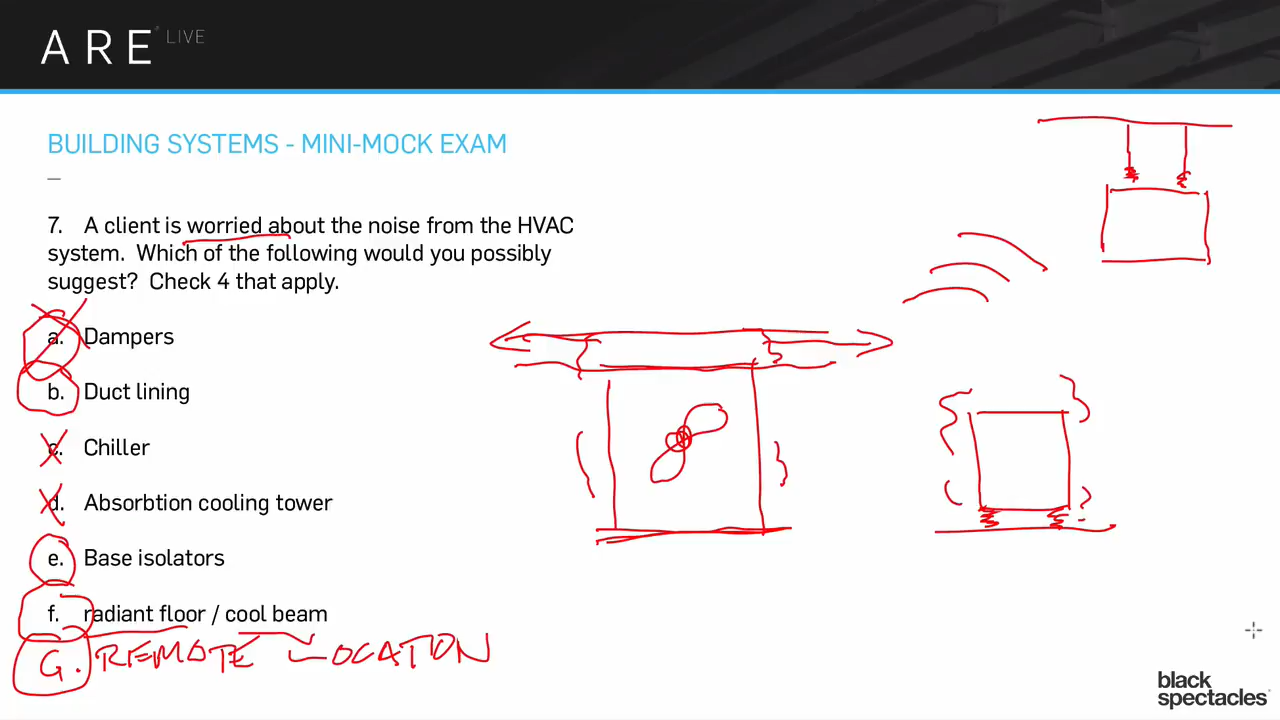 ARE LIVE
BUILDING SYSTEMS - MINI-MOCK EXAM
7. A client is worried about the noise from the HVAC
system. Which of the following would you possibly
suggest? Check 4 that apply.
a. Dampers
b. Duct lining
c. Chiller
d. Absorbtion cooling tower
e. Base isolators
f. radiant floor / cool beam
G. REMOTE LOCATION
black
spectacles